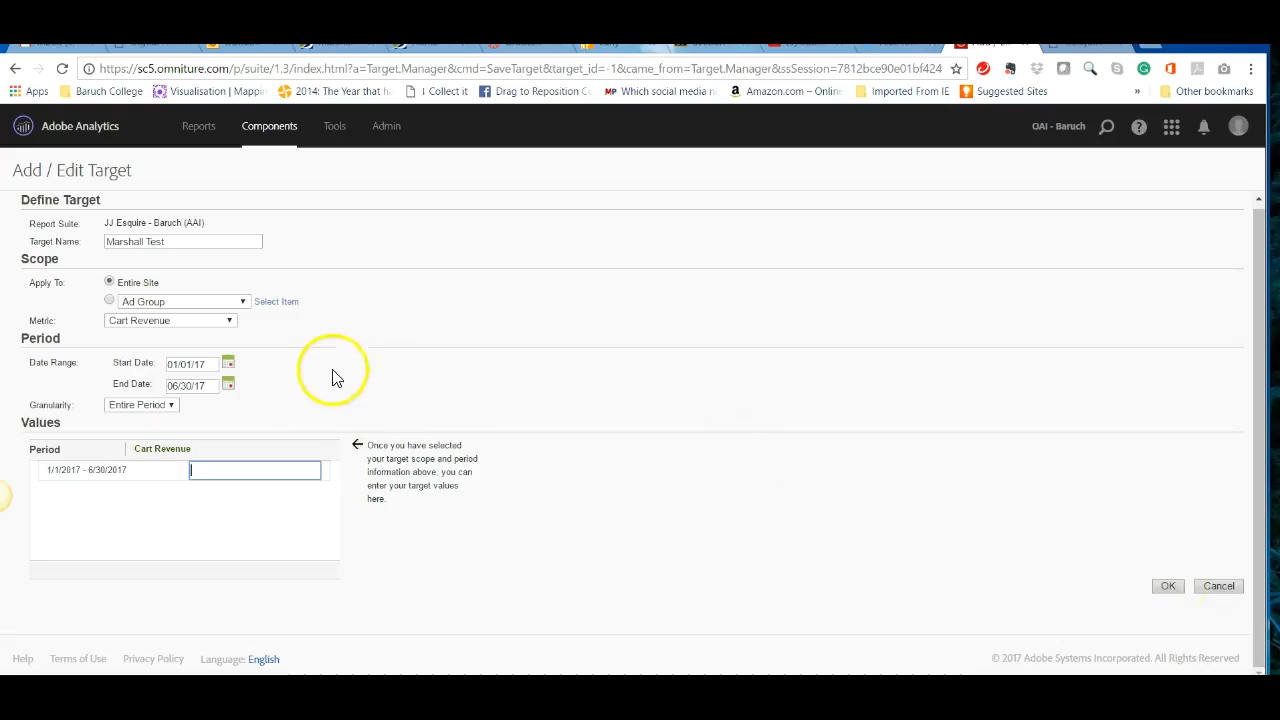 https://sc5.omniture.com/p/suite/1.3/index.html?a=Target.Manager&cmd=SaveTarget&target_id=-1&came_from=Target.Manager&ssSession=7812bce90e01bf424
Apps Baruch College Visualisation | Map 2014: The Year that h I Collect it Drag to Reposition C Which social media n Amazon.com – Onlin Imported From IE Suggested Sites » Other bookmarks
Adobe Analytics Reports Components Tools Admin OAI - Baruch
Add / Edit Target
Define Target
Report Suite: JJ Esquire - Baruch (AAI)
Target Name: Marshall Test
Scope
Apply To: Entire Site
Ad Group Select Item
Metric: Cart Revenue
Period
Date Range: Start Date: 01/01/17
End Date: 06/30/17
Granularity: Entire Period
Values
Period Cart Revenue
1/1/2017 - 6/30/2017
Once you have selected
your target scope and period
information above, you can
enter your target values
here.
OK Cancel
Help Terms of Use Privacy Policy Language: English © 2017 Adobe Systems Incorporated. All Rights Reserved